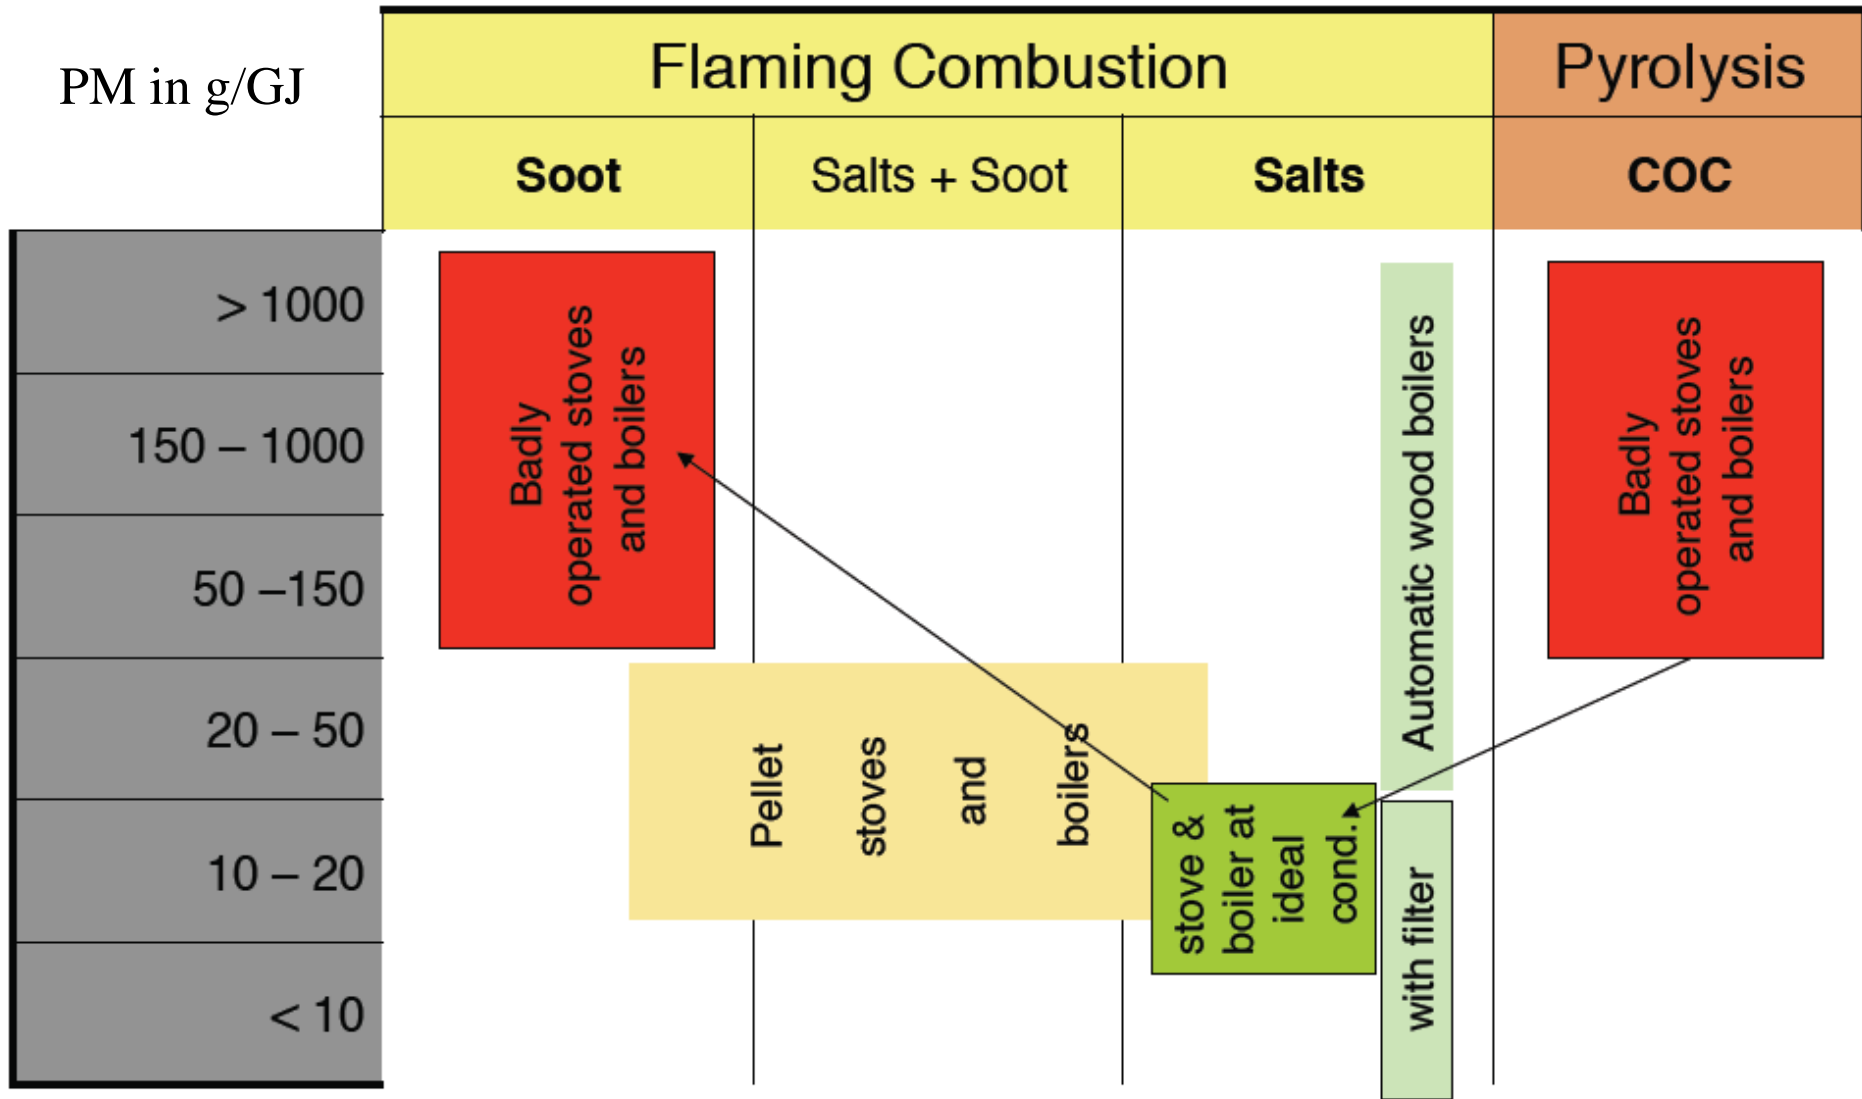 PM in g/GJ
Flaming Combustion
Pyrolysis
Soot
Salts + Soot
Salts
COC
> 1000
150 – 1000
50 –150
20 – 50
10 – 20
< 10
Badly
operated stoves
and boilers
Pellet
stoves
and
boilers
stove &
boiler at
ideal
cond.
Automatic wood boilers
with filter
Badly
operated stoves
and boilers